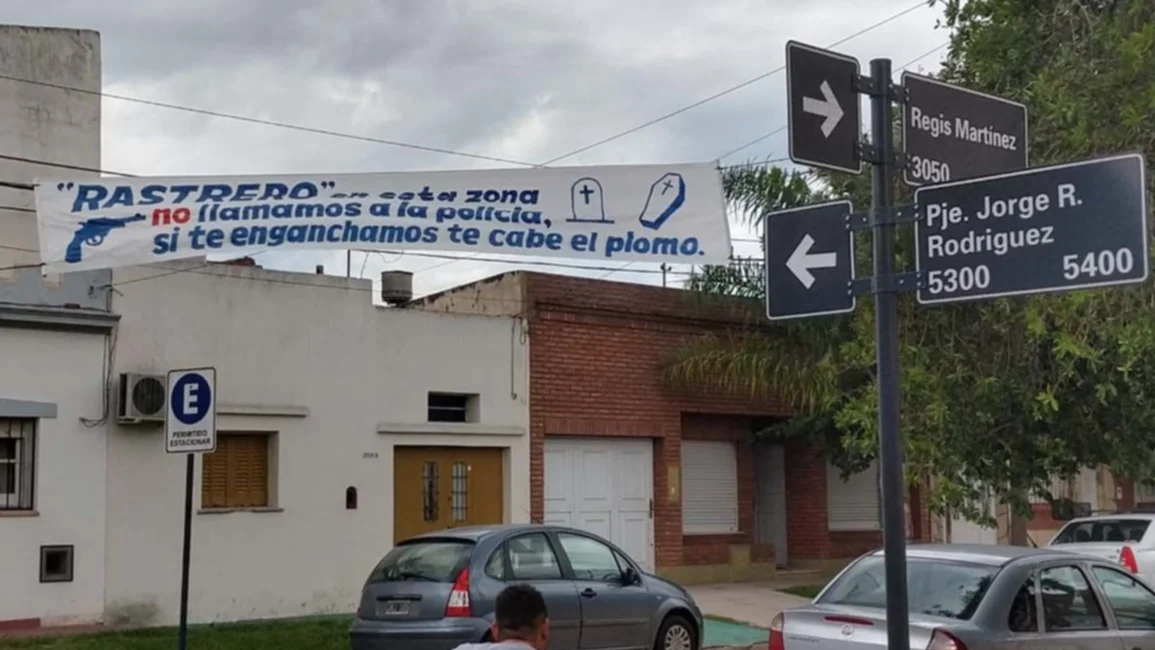 "RASTRERO" en esta zona
no llamamos a la policía,
si te enganchamos te cabe el plomo.
Regis Martínez
3050
Pje. Jorge R.
Rodriguez
5300 5400
E
PERMITIDO
ESTACIONAR